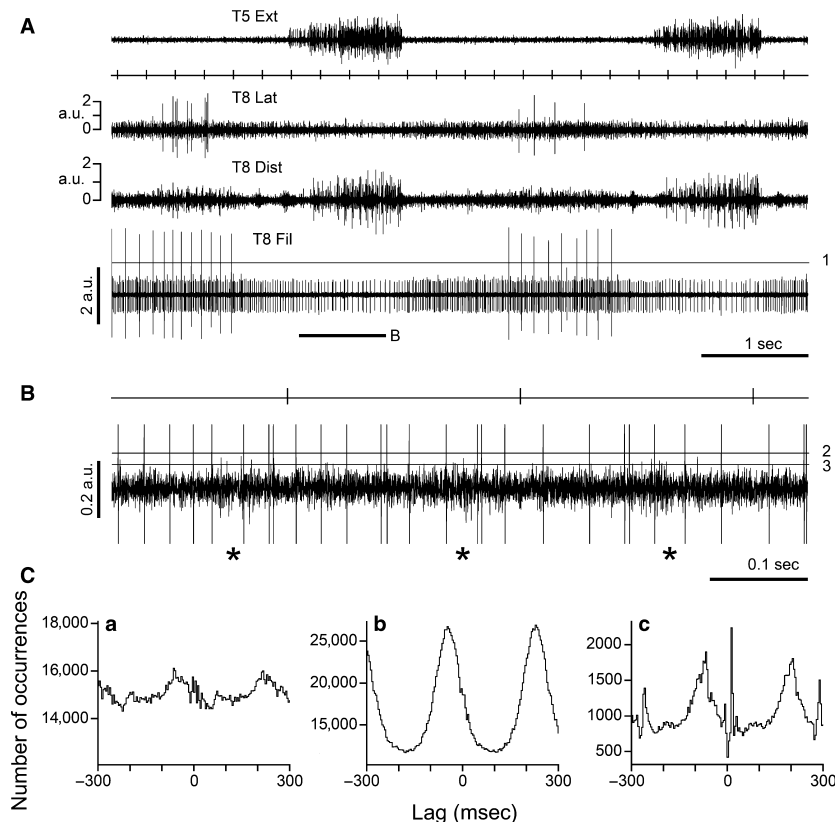 A
T5 Ext
T8 Lat
a.u.
2
0
T8 Dist
a.u.
2
0
T8 Fil
1
2 a.u.
B
1 sec
B
2
3
0.2 a.u.
* * *
0.1 sec
C
Number of occurrences
a
18,000
16,000
14,000
−300 0 300
b
25,000
20,000
15,000
−300 0 300
c
2000
1500
1000
500
−300 0 300
Lag (msec)